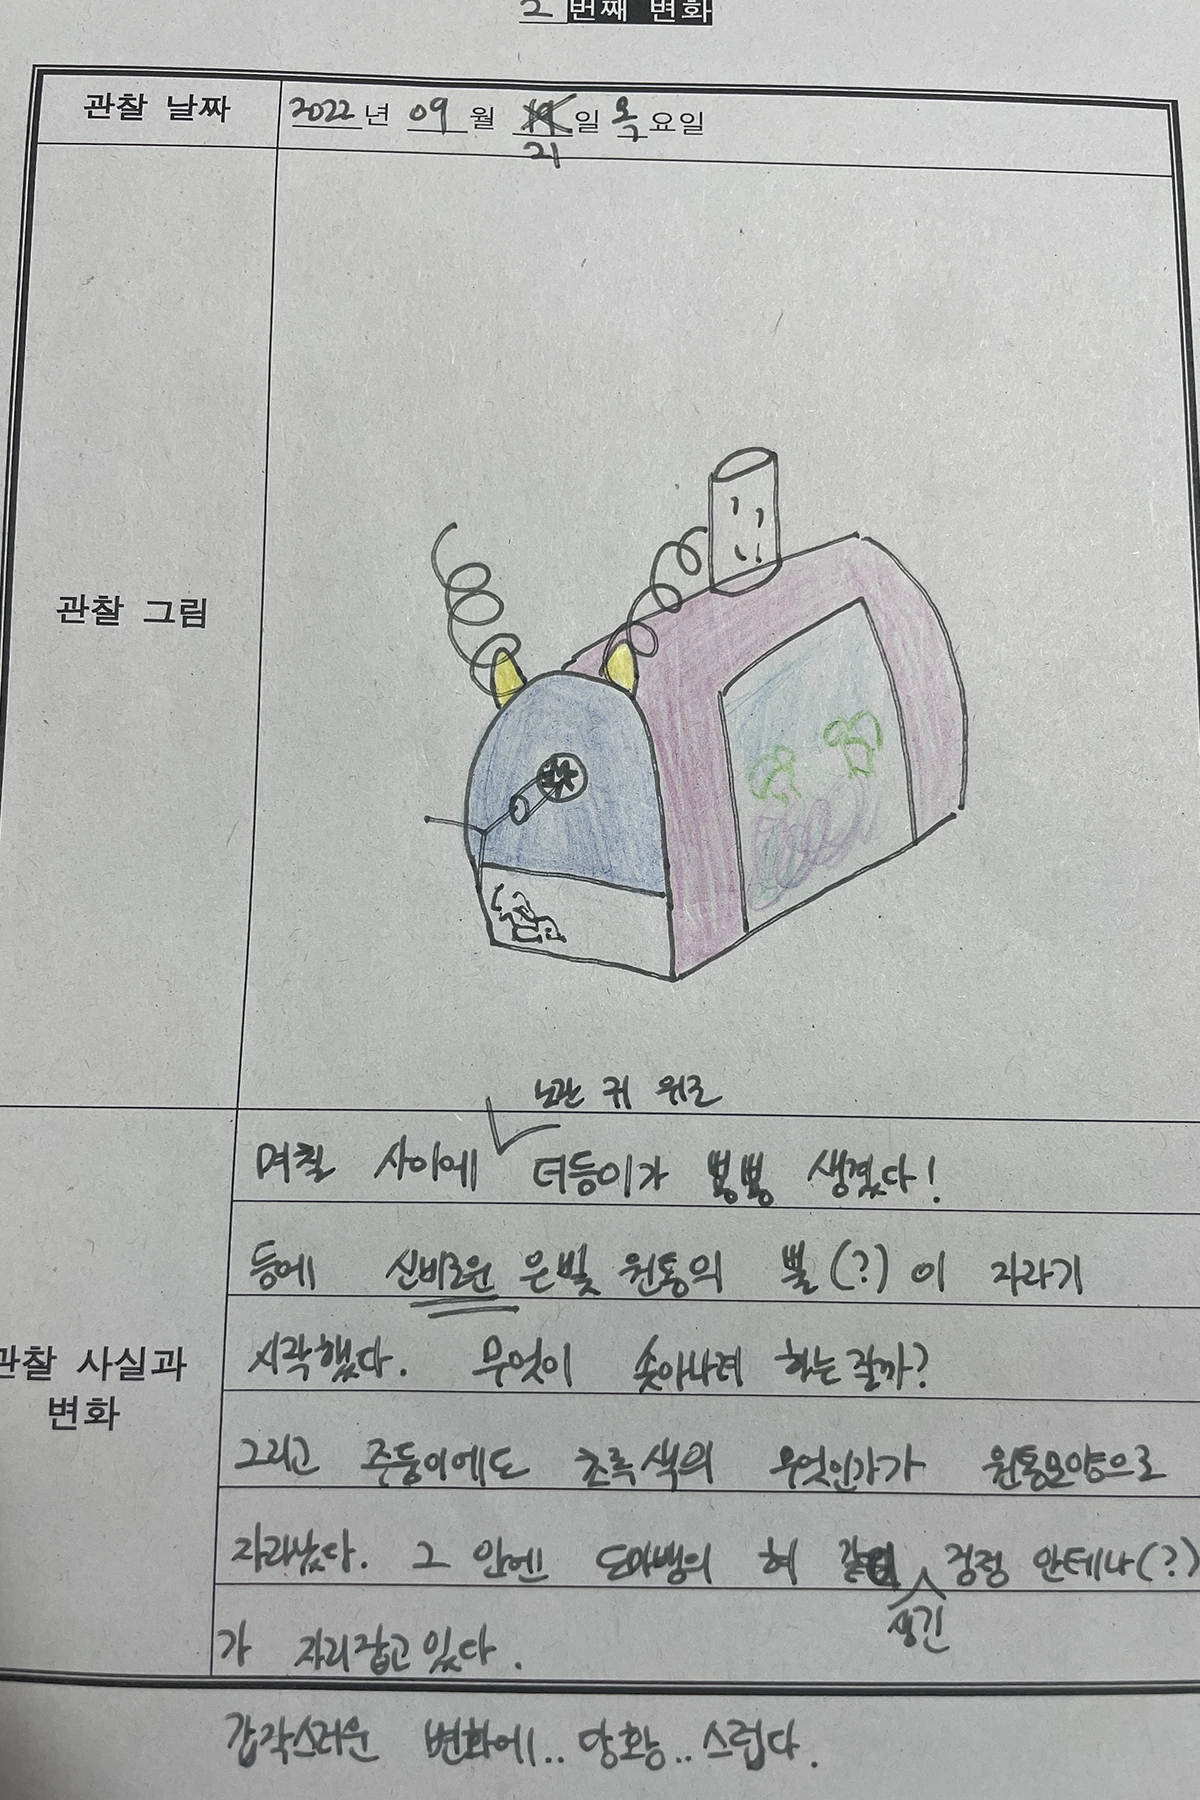 2 번째 변화
관찰 날짜
2022년 09월 21일 목요일
관찰 그림
노란 귀 위로
며칠 사이에 더듬이가 뿅뿅 생겼다!
등에 신비로운 은빛 원통의 뿔(?)이 자라기
시작했다. 무엇이 솟아나려 하는걸까?
관찰 사실과
변화
그리고 주둥이에도 초록색의 무엇인가가 원통모양으로
자라났다. 그 안엔 도마뱀의 혀 같이 생긴 검정 안테나(?)
가 자리잡고있다.
갑작스러운 변화에.. 당황..스럽다.